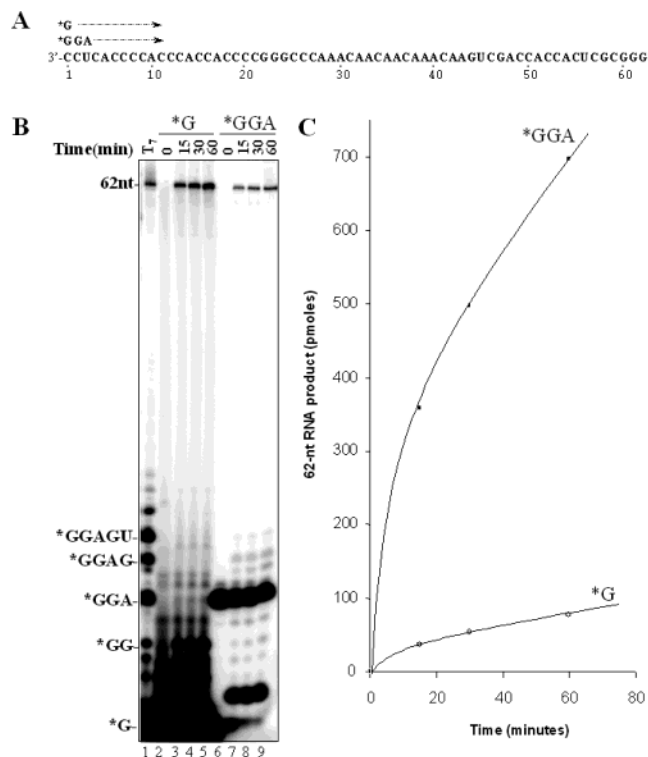 A
*G
*GGA
3'-CCUCACCCCACCCACCACCCCGGGCCCAAACAACAACAAACAAGUCGACCACCACUCGCGGG
1 10 20 30 40 50 60
B
*G *GGA
Time(min) T7 0 15 30 60 0 15 30 60
62nt
*GGAGU
*GGAG
*GGA
*GG
*G
1 2 3 4 5 6 7 8 9
C
*GGA
*G
700
600
500
400
300
200
100
0
0 20 40 60 80
62-nt RNA product (pmoles)
Time (minutes)